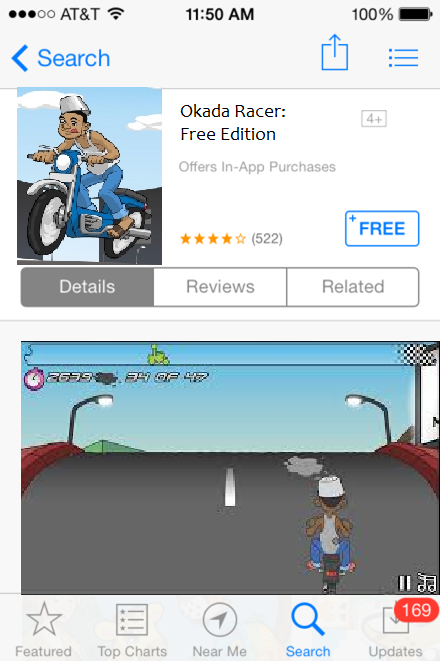 AT&T 11:50 AM 100%
Search
Okada Racer:
Free Edition
4+
Offers In-App Purchases
(522)
+FREE
Details Reviews Related
34 OF 47
169
Featured Top Charts Near Me Search Updates